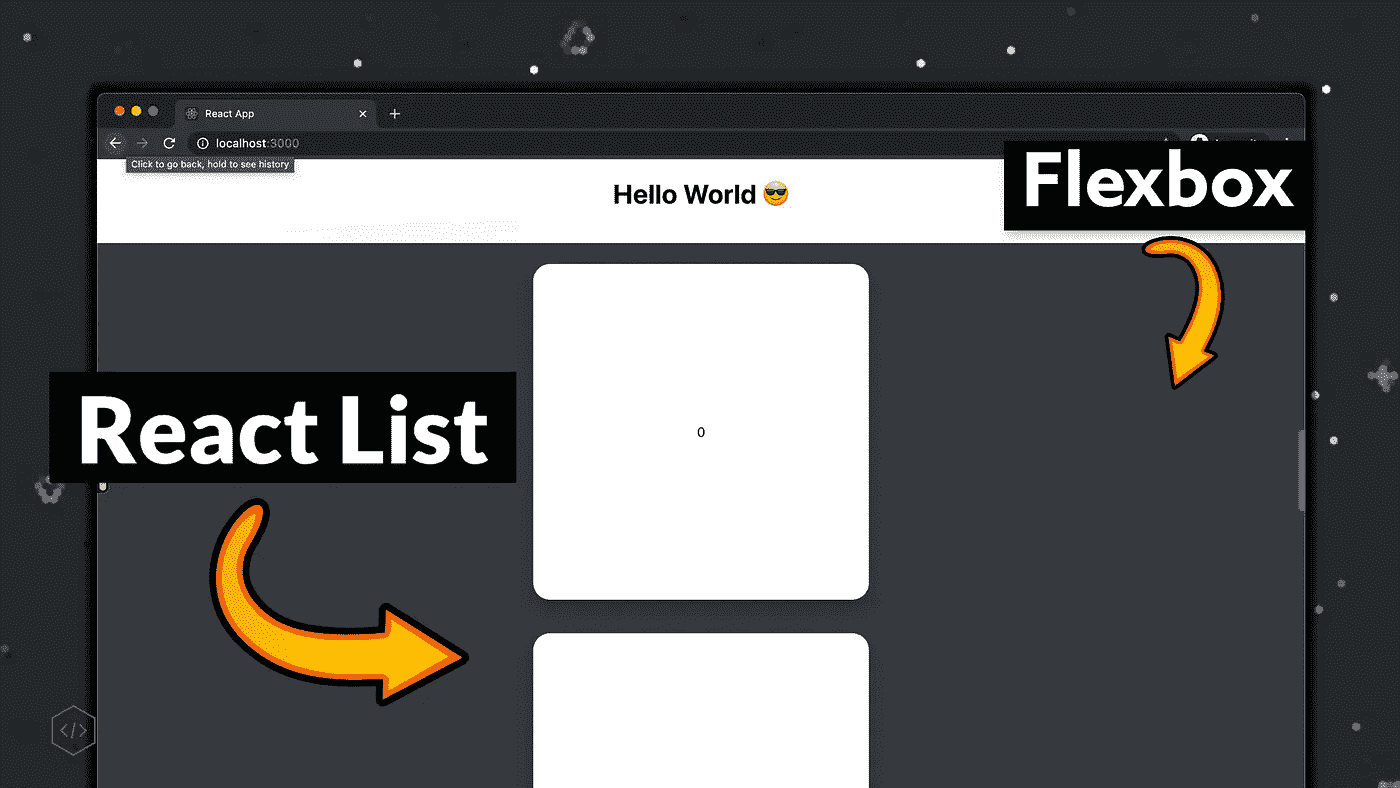 React App
localhost:3000
Click to go back, hold to see history
Hello World 😎
Flexbox
React List
0
</>